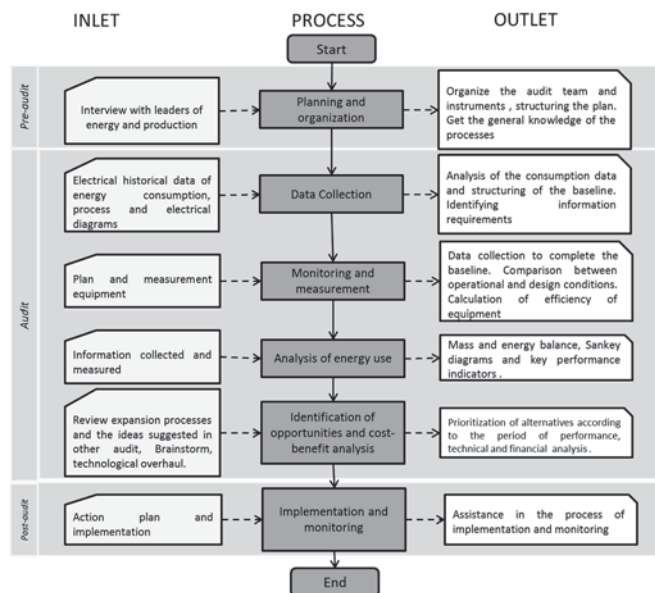 INLET
PROCESS
OUTLET
Start
Pre-audit
Interview with leaders of
energy and production
Planning and
organization
Organize the audit team and
instruments , structuring the plan.
Get the general knowledge of the
processes
Audit
Electrical historical data of
energy consumption,
process and electrical
diagrams
Data Collection
Analysis of the consumption data
and structuring of the baseline.
Identifying information
requirements
Plan and measurement
equipment
Monitoring and
measurement
Data collection to complete the
baseline. Comparison between
operational and design conditions.
Calculation of efficiency of
equipment
Information collected and
measured
Analysis of energy use
Mass and energy balance, Sankey
diagrams and key performance
indicators .
Review expansion processes
and the ideas suggested in
other audit, Brainstorm,
technological overhaul.
Identification of
opportunities and cost-
benefit analysis
Prioritization of alternatives according
to the period of performance,
technical and financial analysis .
Post-audit
Action plan and
implementation
Implementation and
monitoring
Assistance in the process of
implementation and monitoring
End